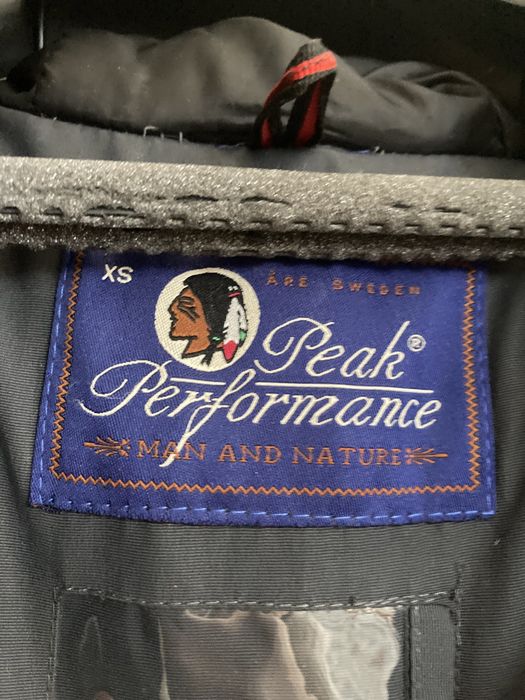 XS
ÅRE SWEDEN
Peak®
Performance
MAN AND NATURE